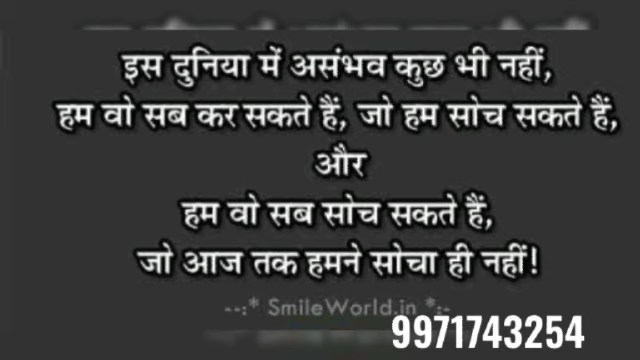 इस दुनिया में असंभव कुछ भी नहीं,
हम वो सब कर सकते हैं, जो हम सोच सकते हैं,
और
हम वो सब सोच सकते हैं,
जो आज तक हमने सोचा ही नहीं!
--:* SmileWorld.in *:-
9971743254